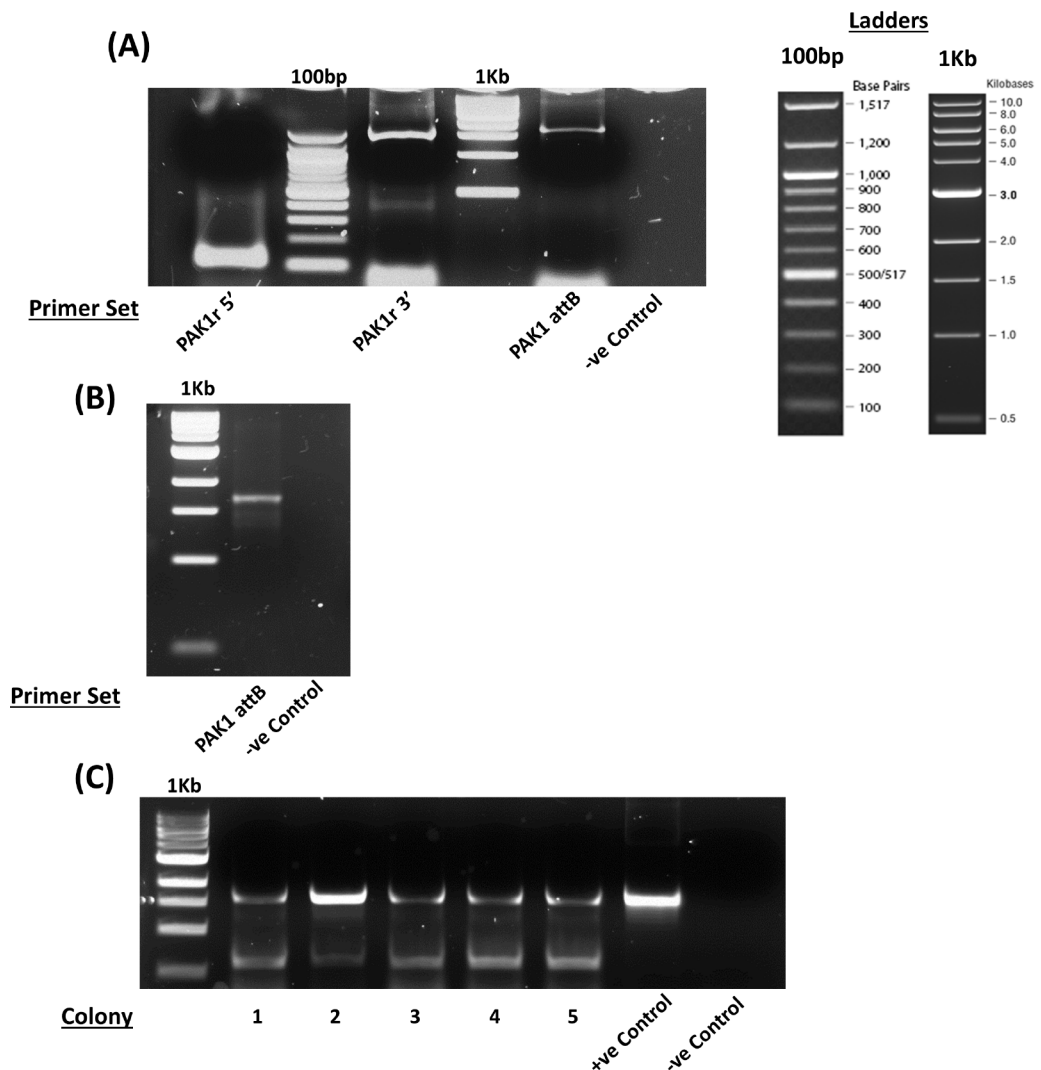 (A)
100bp
1Kb
Primer Set
PAK1r 5’
PAK1r 3’
PAK1 attB
-ve Control
Ladders
100bp
Base Pairs
1,517
1,200
1,000
900
800
700
600
500/517
400
300
200
100
1Kb
Kilobases
10.0
8.0
6.0
5.0
4.0
3.0
2.0
1.5
1.0
0.5
(B)
1Kb
Primer Set
PAK1 attB
-ve Control
(C)
1Kb
Colony 1 2 3 4 5 +ve Control -ve Control